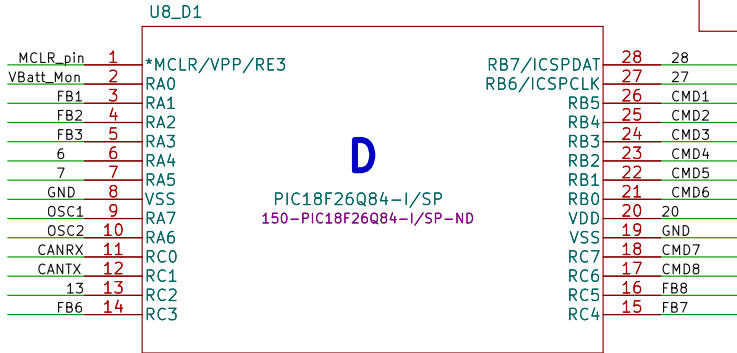 U8_D1
MCLR_pin 1 *MCLR/VPP/RE3 RB7/ICSPDAT 28 28
VBatt_Mon 2 RA0 RB6/ICSPCLK 27 27
FB1 3 RA1 RB5 26 CMD1
FB2 4 RA2 RB4 25 CMD2
FB3 5 RA3 RB3 24 CMD3
6 6 RA4 RB2 23 CMD4
7 7 RA5 RB1 22 CMD5
GND 8 VSS RB0 21 CMD6
OSC1 9 RA7 VDD 20 20
OSC2 10 RA6 VSS 19 GND
CANRX 11 RC0 RC7 18 CMD7
CANTX 12 RC1 RC6 17 CMD8
13 13 RC2 RC5 16 FB8
FB6 14 RC3 RC4 15 FB7
D
PIC18F26Q84-I/SP
150-PIC18F26Q84-I/SP-ND